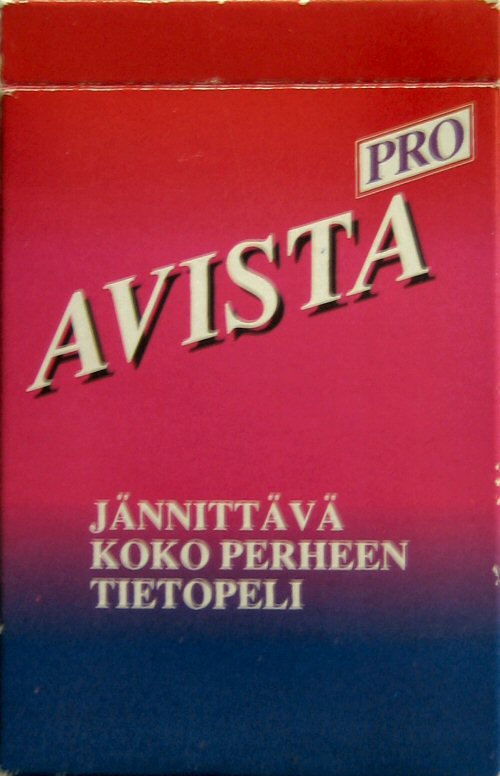 PRO
AVISTA
JÄNNITTÄVÄ
KOKO PERHEEN
TIETOPELI